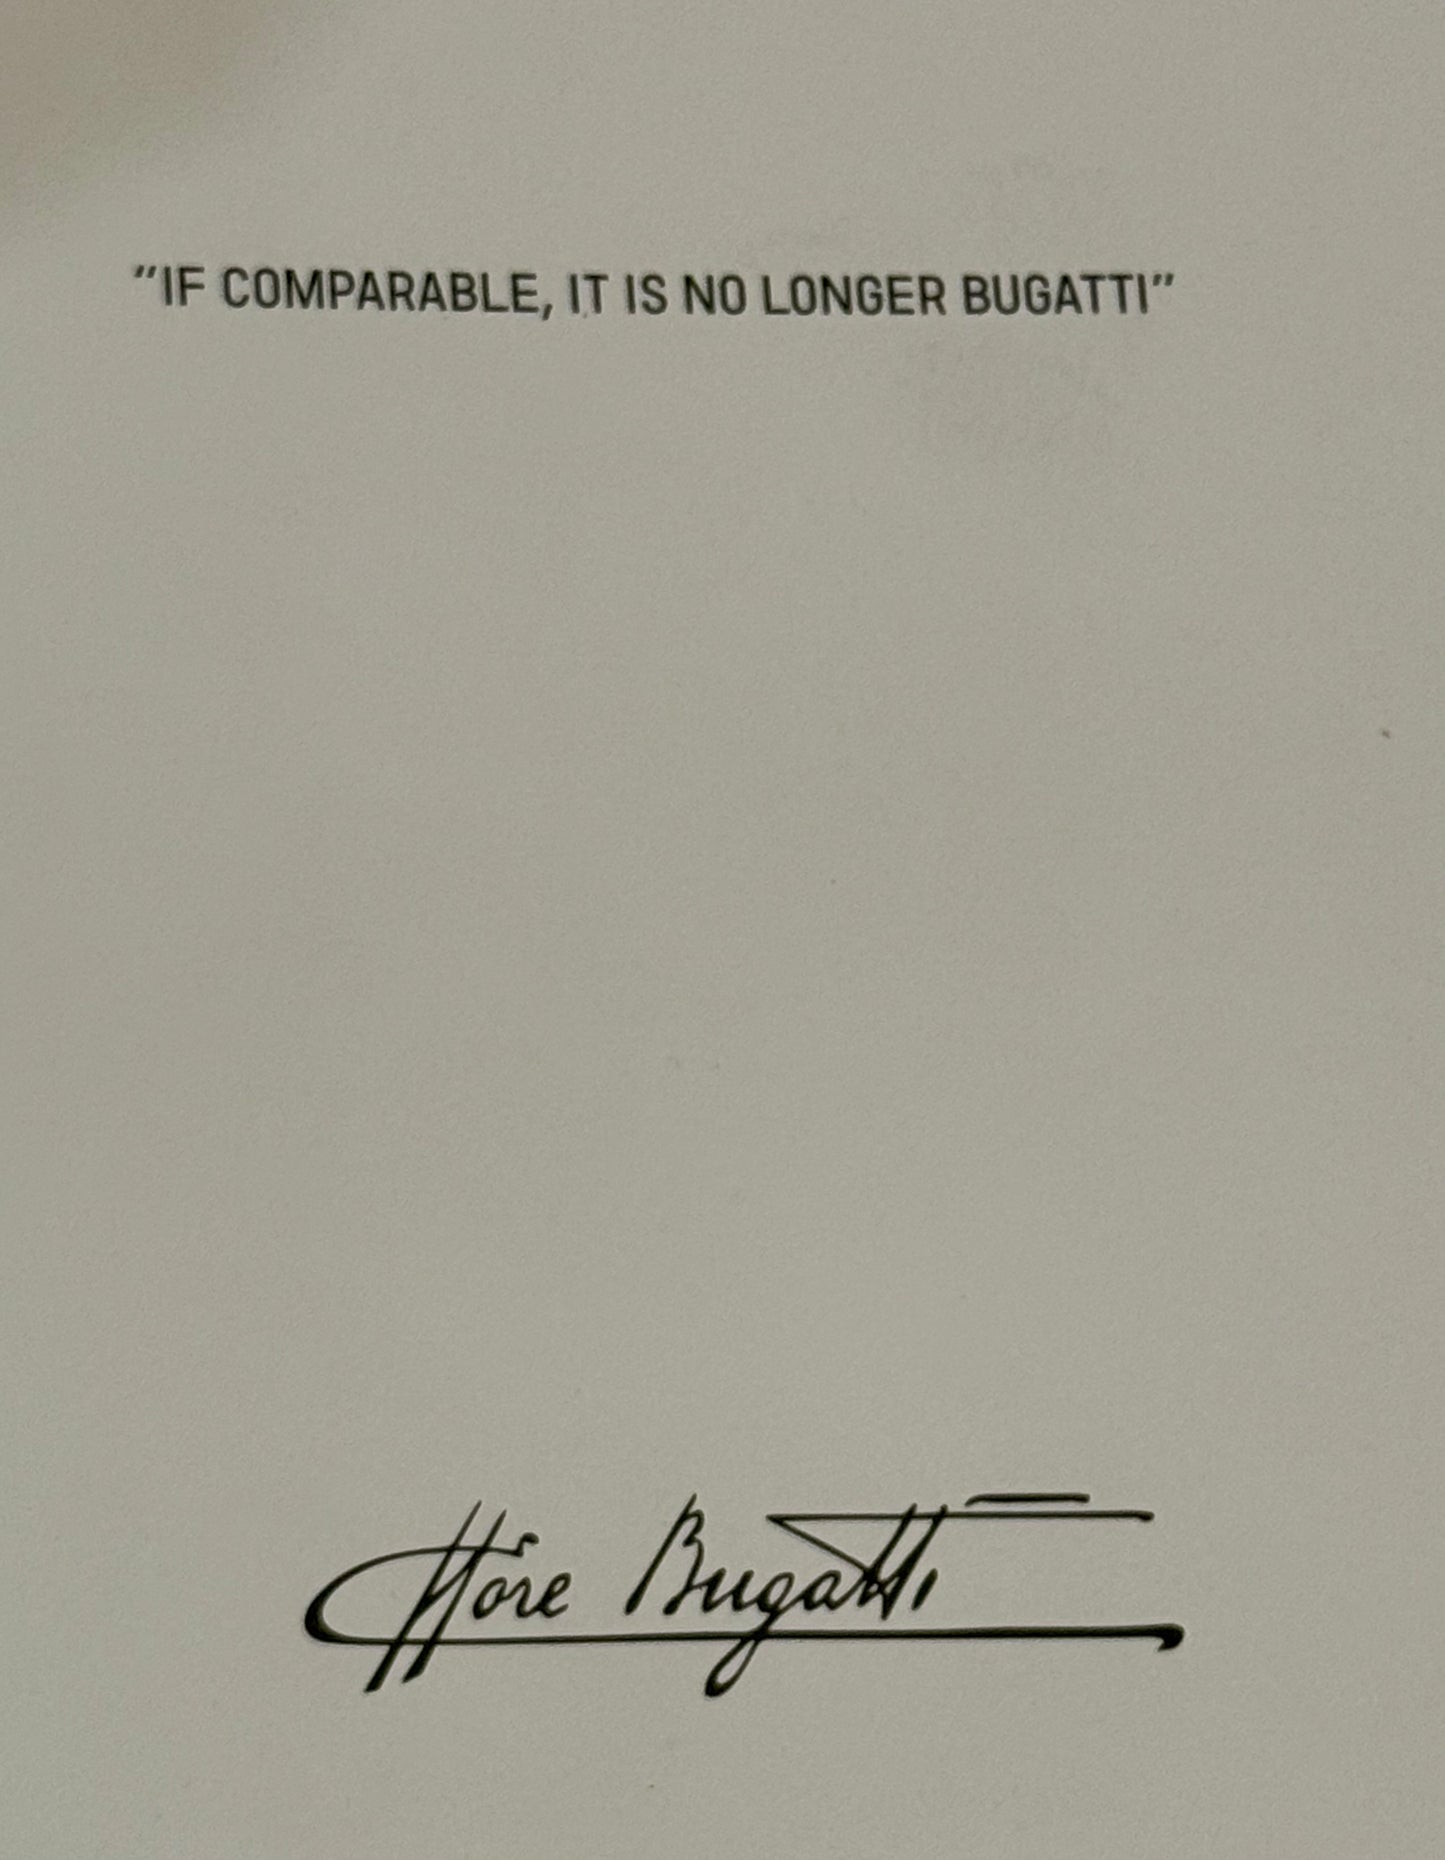 "IF COMPARABLE, IT IS NO LONGER BUGATTI"
Ettore Bugatti